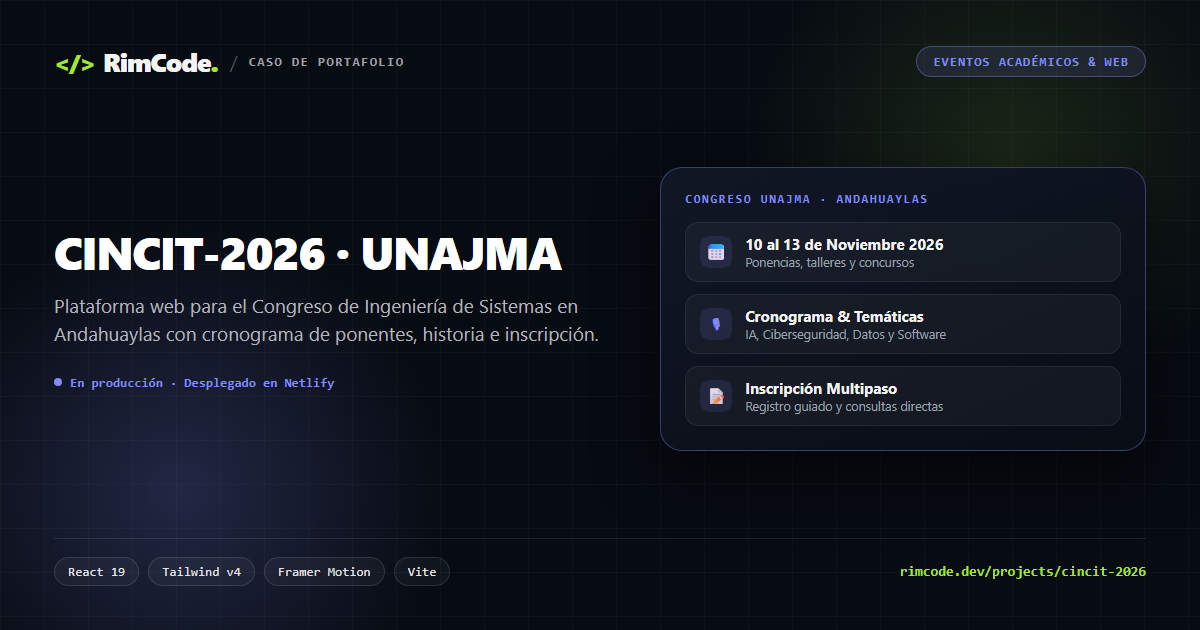 </> RimCode. / CASO DE PORTAFOLIO
EVENTOS ACADÉMICOS & WEB
CINCIT-2026 · UNAJMA
Plataforma web para el Congreso de Ingeniería de Sistemas en
Andahuaylas con cronograma de ponentes, historia e inscripción.
En producción · Desplegado en Netlify
CONGRESO UNAJMA · ANDAHUAYLAS
10 al 13 de Noviembre 2026
Ponencias, talleres y concursos
Cronograma & Temáticas
IA, Ciberseguridad, Datos y Software
Inscripción Multipaso
Registro guiado y consultas directas
React 19
Tailwind v4
Framer Motion
Vite
rimcode.dev/projects/cincit-2026